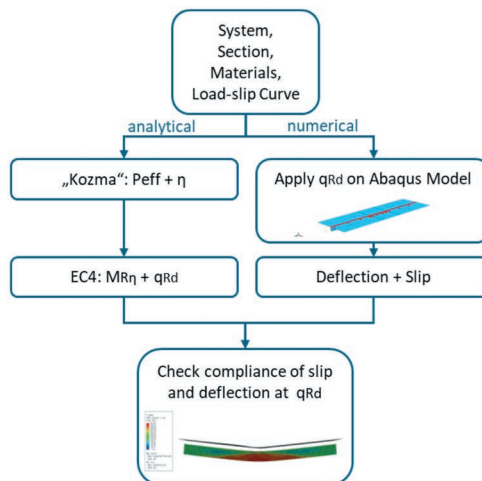 System,
Section,
Materials,
Load-slip Curve
analytical
numerical
„Kozma“: Peff + η
Apply qRd on Abaqus Model
EC4: MRη + qRd
Deflection + Slip
Check compliance of slip
and deflection at qRd